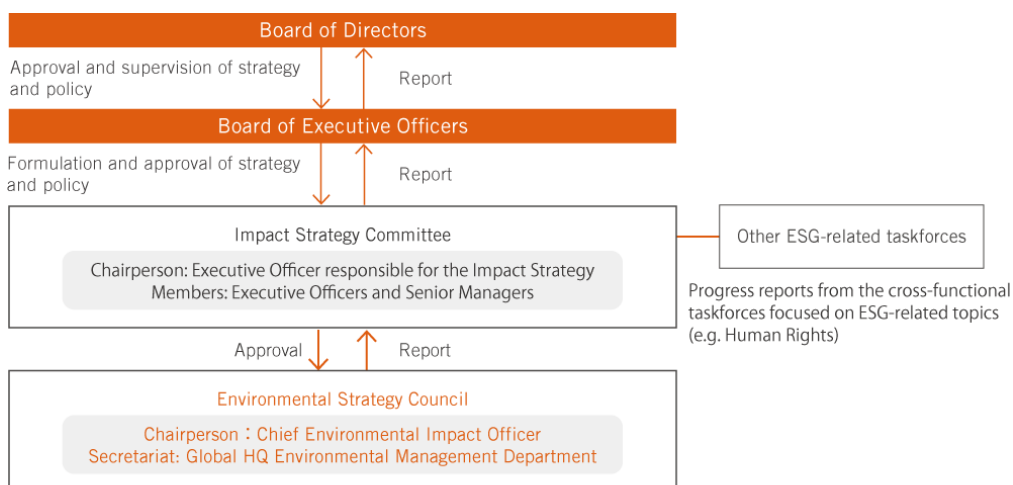 Board of Directors
Approval and supervision of strategy
and policy
Report
Board of Executive Officers
Formulation and approval of strategy
and policy
Report
Impact Strategy Committee
Chairperson: Executive Officer responsible for the Impact Strategy
Members: Executive Officers and Senior Managers
Other ESG-related taskforces
Progress reports from the cross-functional
taskforces focused on ESG-related topics
(e.g. Human Rights)
Approval
Report
Environmental Strategy Council
Chairperson：Chief Environmental Impact Officer
Secretariat: Global HQ Environmental Management Department